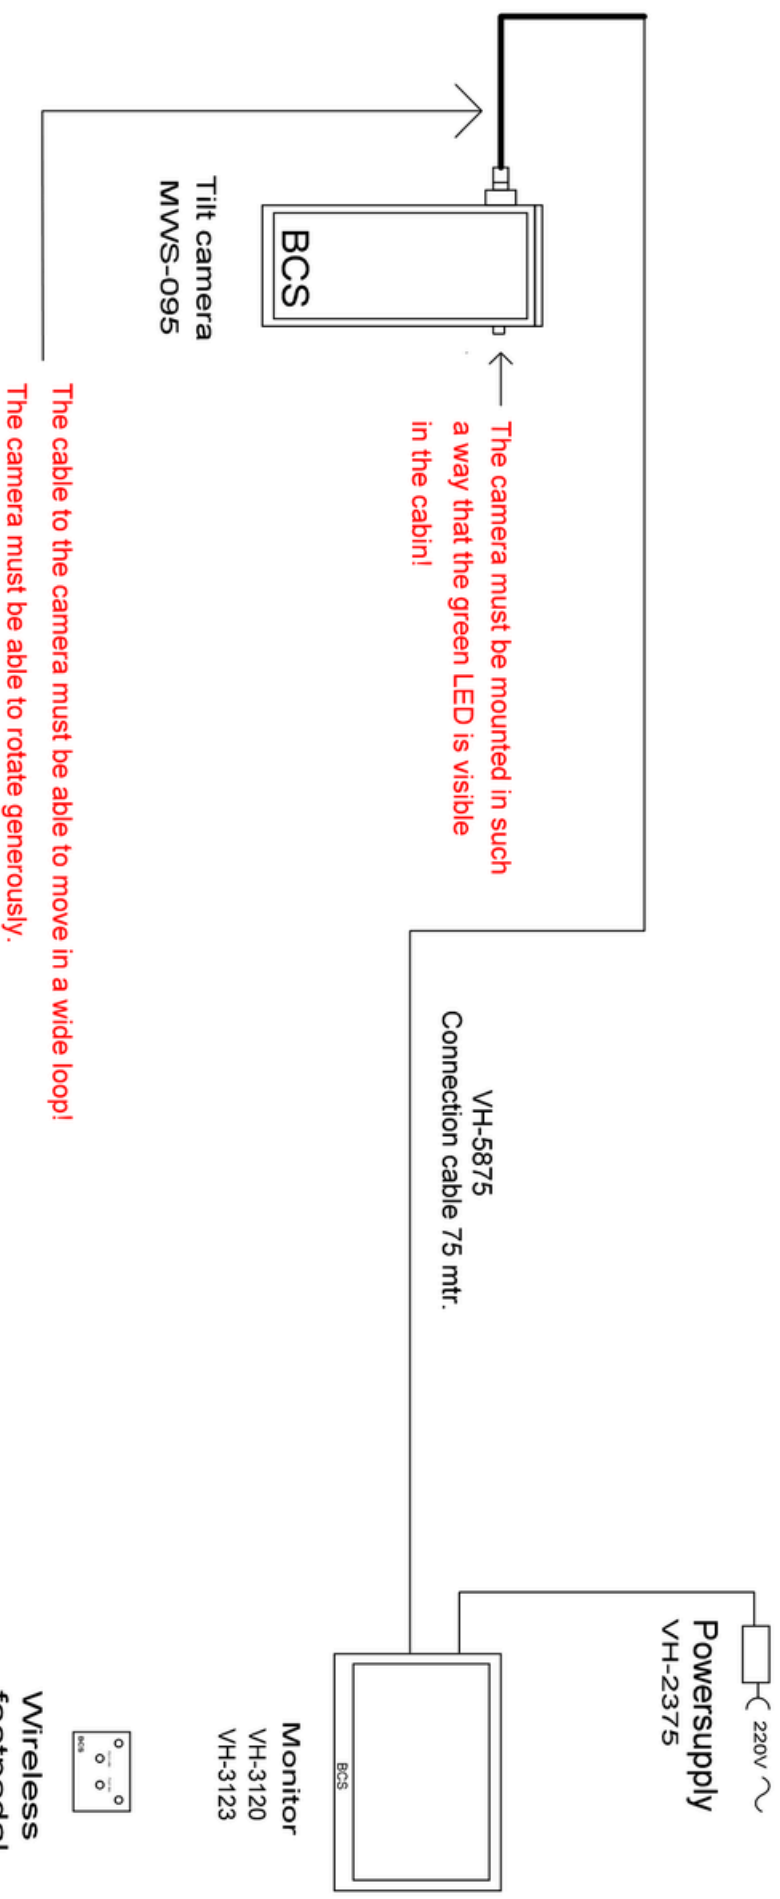 BCS
Tilt camera
MWS-095
The camera must be mounted in such
a way that the green LED is visible
in the cabin!
The cable to the camera must be able to move in a wide loop!
The camera must be able to rotate generously.
VH-5875
Connection cable 75 mtr.
220V
Powersupply
VH-2375
BCS
Monitor
VH-3120
VH-3123
BCS
Wireless